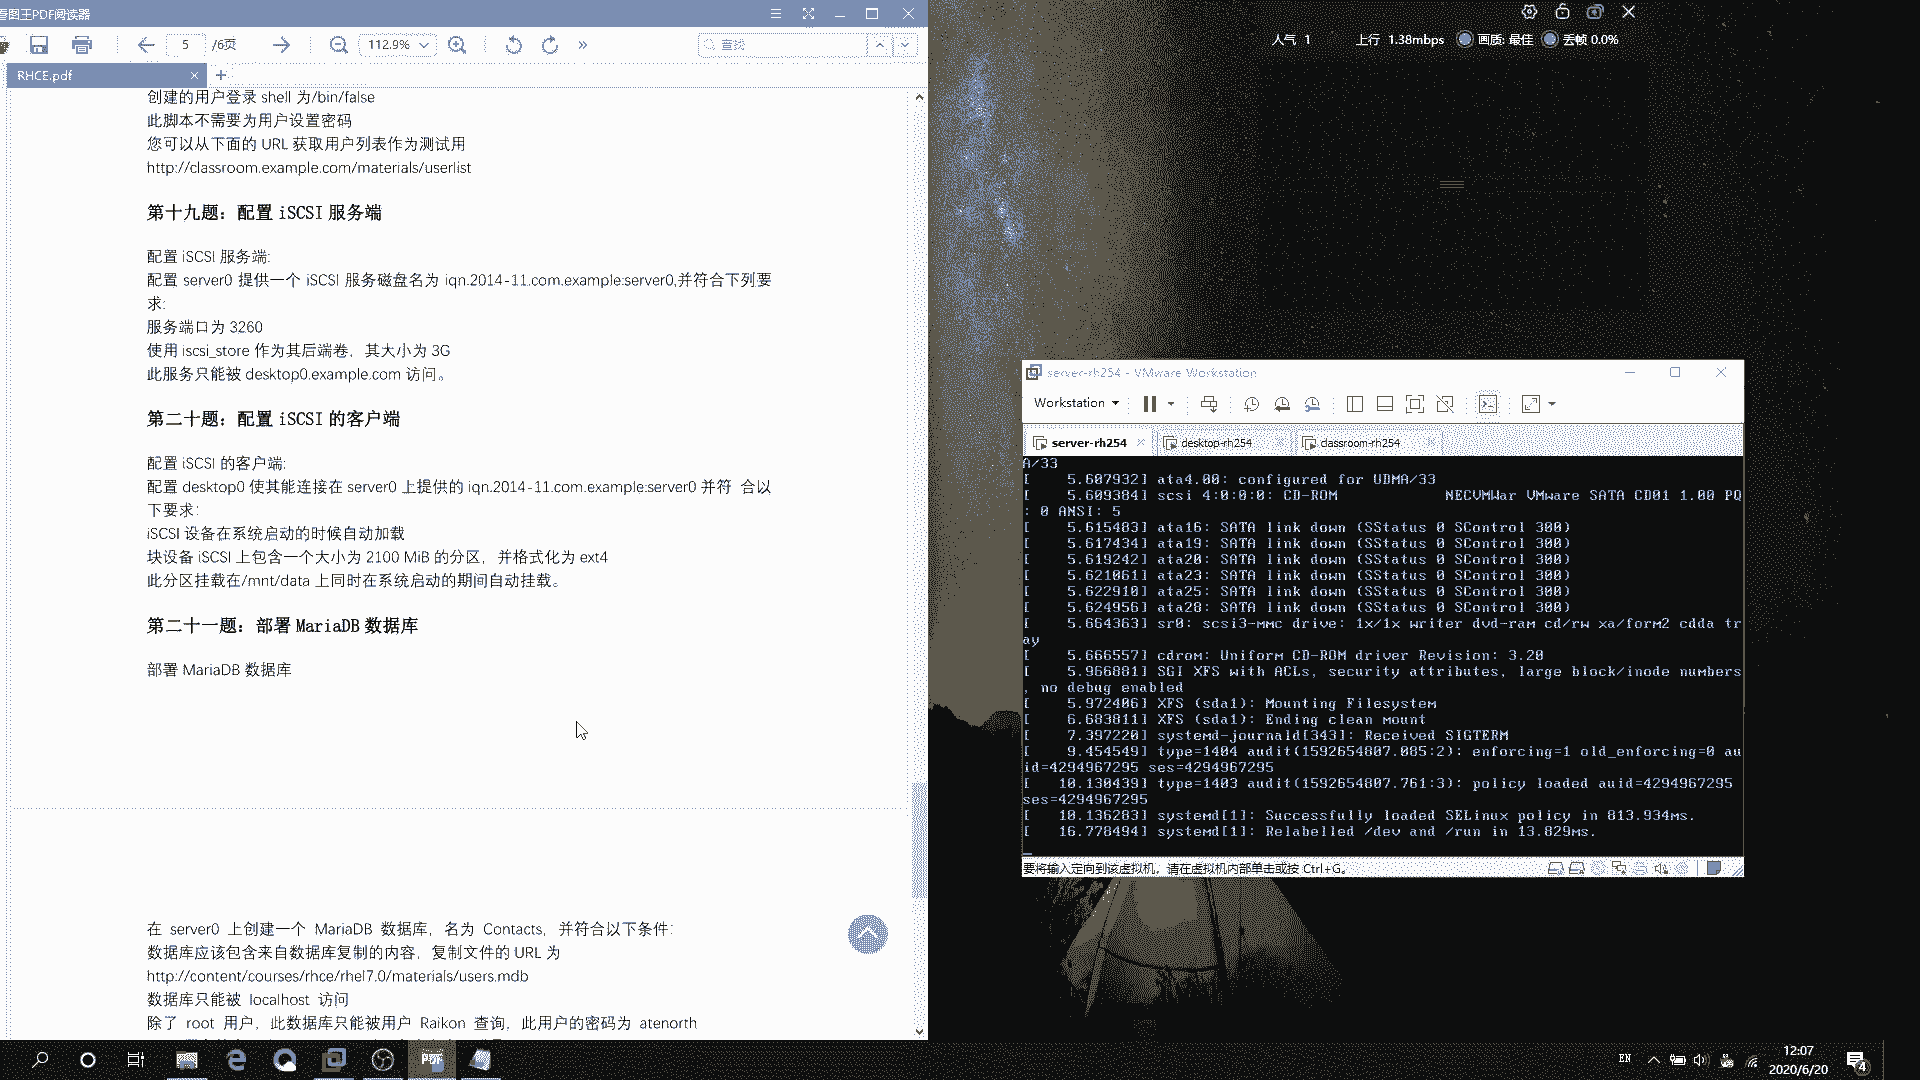 看图王PDF阅读器
5 /6页 112.9% 查找
RHCE.pdf
创建的用户登录 shell 为/bin/false
此脚本不需要为用户设置密码
您可以从下面的 URL 获取用户列表作为测试用
http://classroom.example.com/materials/userlist
第十九题：配置 iSCSI 服务端
配置 iSCSI 服务端:
配置 server0 提供一个 iSCSI 服务磁盘名为 iqn.2014-11.com.example:server0,并符合下列要
求:
服务端口为 3260
使用 iscsi_store 作为其后端卷，其大小为 3G
此服务只能被 desktop0.example.com 访问。
第二十题：配置 iSCSI 的客户端
配置 iSCSI 的客户端:
配置 desktop0 使其能连接在 server0 上提供的 iqn.2014-11.com.example:server0 并符 合以
下要求:
iSCSI 设备在系统启动的时候自动加载
块设备 iSCSI 上包含一个大小为 2100 MiB 的分区，并格式化为 ext4
此分区挂载在/mnt/data 上同时在系统启动的期间自动挂载。
第二十一题：部署 MariaDB 数据库
部署 MariaDB 数据库
在 server0 上创建一个 MariaDB 数据库，名为 Contacts，并符合以下条件:
数据库应该包含来自数据库复制的内容，复制文件的 URL 为
http://content/courses/rhce/rhel7.0/materials/users.mdb
数据库只能被 localhost 访问
除了 root 用户，此数据库只能被用户 Raikon 查询，此用户的密码为 atenorth
人气 1 上行 1.38mbps 画质: 最佳 丢帧 0.0%
server-rh254 - VMware Workstation
Workstation
server-rh254 desktop-rh254 classroom-rh254
A/33
[    5.607932] ata4.00: configured for UDMA/33
[    5.609384] scsi 4:0:0:0: CD-ROM            NECVMWar VMware SATA CD01 1.00 PQ
: 0 ANSI: 5
[    5.615483] ata16: SATA link down (SStatus 0 SControl 300)
[    5.617434] ata19: SATA link down (SStatus 0 SControl 300)
[    5.619242] ata20: SATA link down (SStatus 0 SControl 300)
[    5.621061] ata23: SATA link down (SStatus 0 SControl 300)
[    5.622910] ata25: SATA link down (SStatus 0 SControl 300)
[    5.624956] ata28: SATA link down (SStatus 0 SControl 300)
[    5.664363] sr0: scsi3-mmc drive: 1x/1x writer dvd-ram cd/rw xa/form2 cdda tr
ay
[    5.666557] cdrom: Uniform CD-ROM driver Revision: 3.20
[    5.966881] SGI XFS with ACLs, security attributes, large block/inode numbers
, no debug enabled
[    5.972406] XFS (sda1): Mounting Filesystem
[    6.683811] XFS (sda1): Ending clean mount
[    7.397220] systemd-journald[343]: Received SIGTERM
[    9.454549] type=1404 audit(1592654807.085:2): enforcing=1 old_enforcing=0 au
id=4294967295 ses=4294967295
[   10.130439] type=1403 audit(1592654807.761:3): policy loaded auid=4294967295
ses=4294967295
[   10.136283] systemd[1]: Successfully loaded SELinux policy in 813.934ms.
[   16.778494] systemd[1]: Relabelled /dev and /run in 13.829ms.
要将输入定向到该虚拟机，请在虚拟机内部单击或按 Ctrl+G。
PDF
EN
12:07
2020/6/20
4